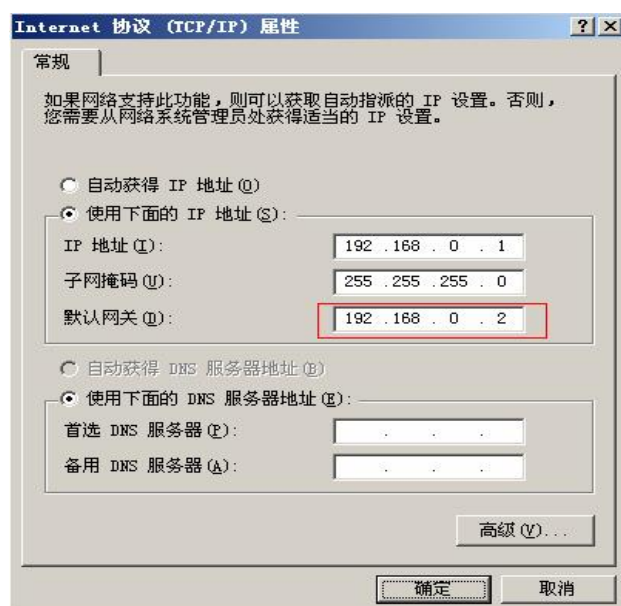 Internet 协议 (TCP/IP) 属性
常规
如果网络支持此功能，则可以获取自动指派的 IP 设置。否则，
您需要从网络系统管理员处获得适当的 IP 设置。
自动获得 IP 地址(O)
使用下面的 IP 地址(S):
IP 地址(I): 192 .168 . 0 . 1
子网掩码(U): 255 .255 .255 . 0
默认网关(D): 192 .168 . 0 . 2
自动获得 DNS 服务器地址(B)
使用下面的 DNS 服务器地址(E):
首选 DNS 服务器(P): . . .
备用 DNS 服务器(A): . . .
高级(V)...
确定 取消